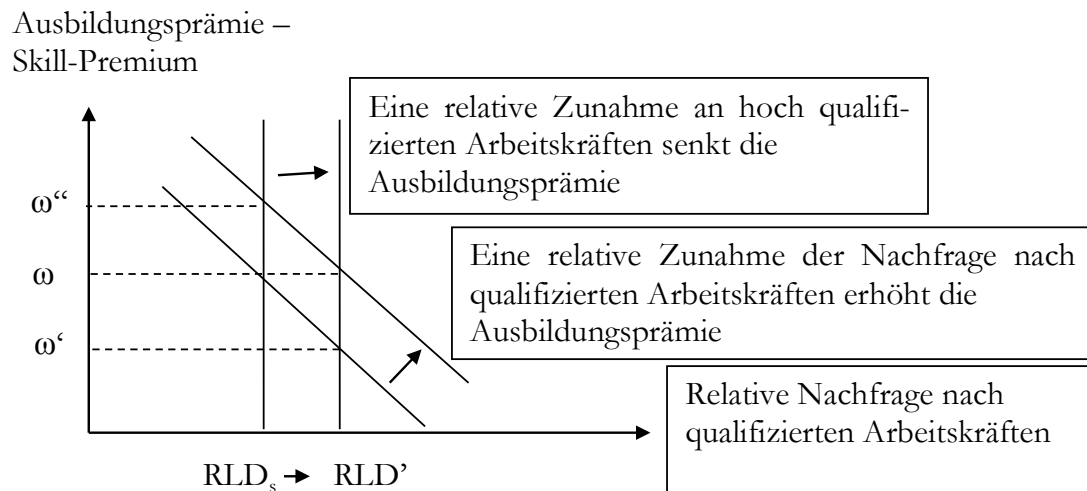 Ausbildungsprämie –
Skill-Premium
Eine relative Zunahme an hoch qualifi-
zierten Arbeitskräften senkt die
Ausbildungsprämie
ω“
Eine relative Zunahme der Nachfrage nach
qualifizierten Arbeitskräften erhöht die
Ausbildungsprämie
ω
ω‘
Relative Nachfrage nach
qualifizierten Arbeitskräften
RLDₛ → RLD’